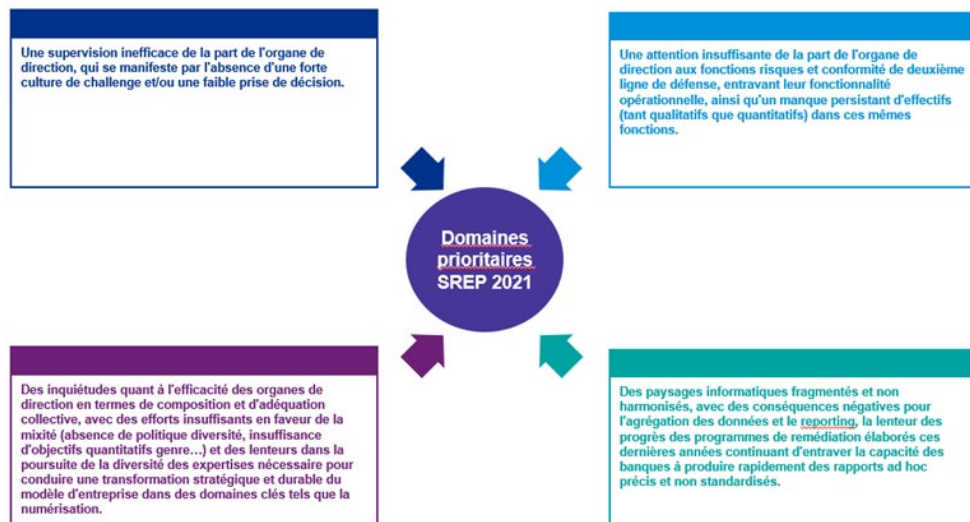 Une supervision inefficace de la part de l'organe de
direction, qui se manifeste par l'absence d'une forte
culture de challenge et/ou une faible prise de décision.
Une attention insuffisante de la part de l'organe de
direction aux fonctions risques et conformité de deuxième
ligne de défense, entravant leur fonctionnalité
opérationnelle, ainsi qu'un manque persistant d'effectifs
(tant qualitatifs que quantitatifs) dans ces mêmes
fonctions.
Domaines
prioritaires
SREP 2021
Des inquiétudes quant à l'efficacité des organes de
direction en termes de composition et d'adéquation
collective, avec des efforts insuffisants en faveur de la
mixité (absence de politique diversité, insuffisance
d'objectifs quantitatifs genre...) et des lenteurs dans la
poursuite de la diversité des expertises nécessaire pour
conduire une transformation stratégique et durable du
modèle d'entreprise dans des domaines clés tels que la
numérisation.
Des paysages informatiques fragmentés et non
harmonisés, avec des conséquences négatives pour
l'agrégation des données et le reporting, la lenteur des
progrès des programmes de remédiation élaborés ces
dernières années continuant d'entraver la capacité des
banques à produire rapidement des rapports ad hoc
précis et non standardisés.